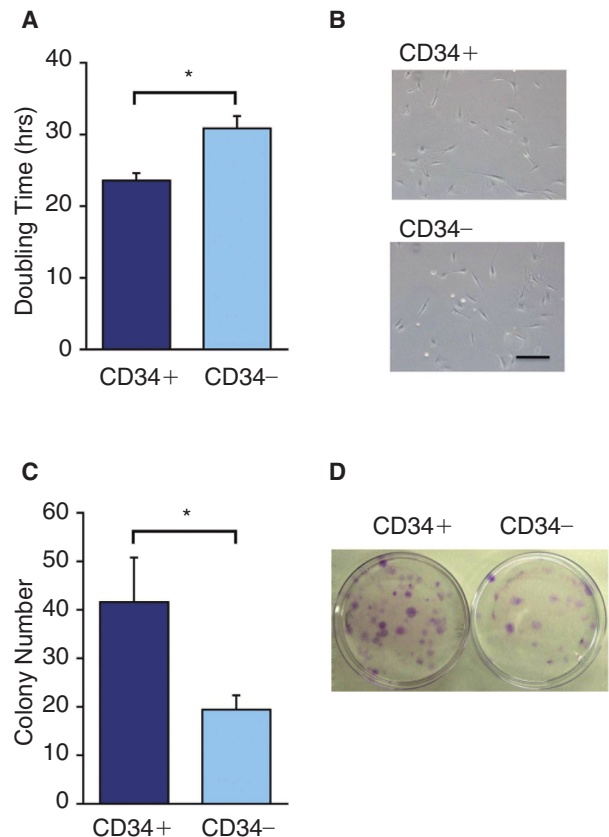 A
40
30
20
10
0
Doubling Time (hrs)
*
CD34+
CD34−
B
CD34+
CD34−
C
60
50
40
30
20
10
0
Colony Number
*
CD34+
CD34−
D
CD34+
CD34−